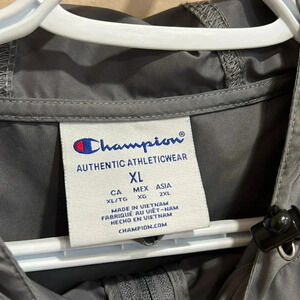 Champion®
AUTHENTIC ATHLETICWEAR
XL
CA MEX ASIA
XL/TG XG 2XL
MADE IN VIETNAM
FABRIQUÉ AU VIÊT-NAM
HECHO EN VIETNAM
CHAMPION.COM